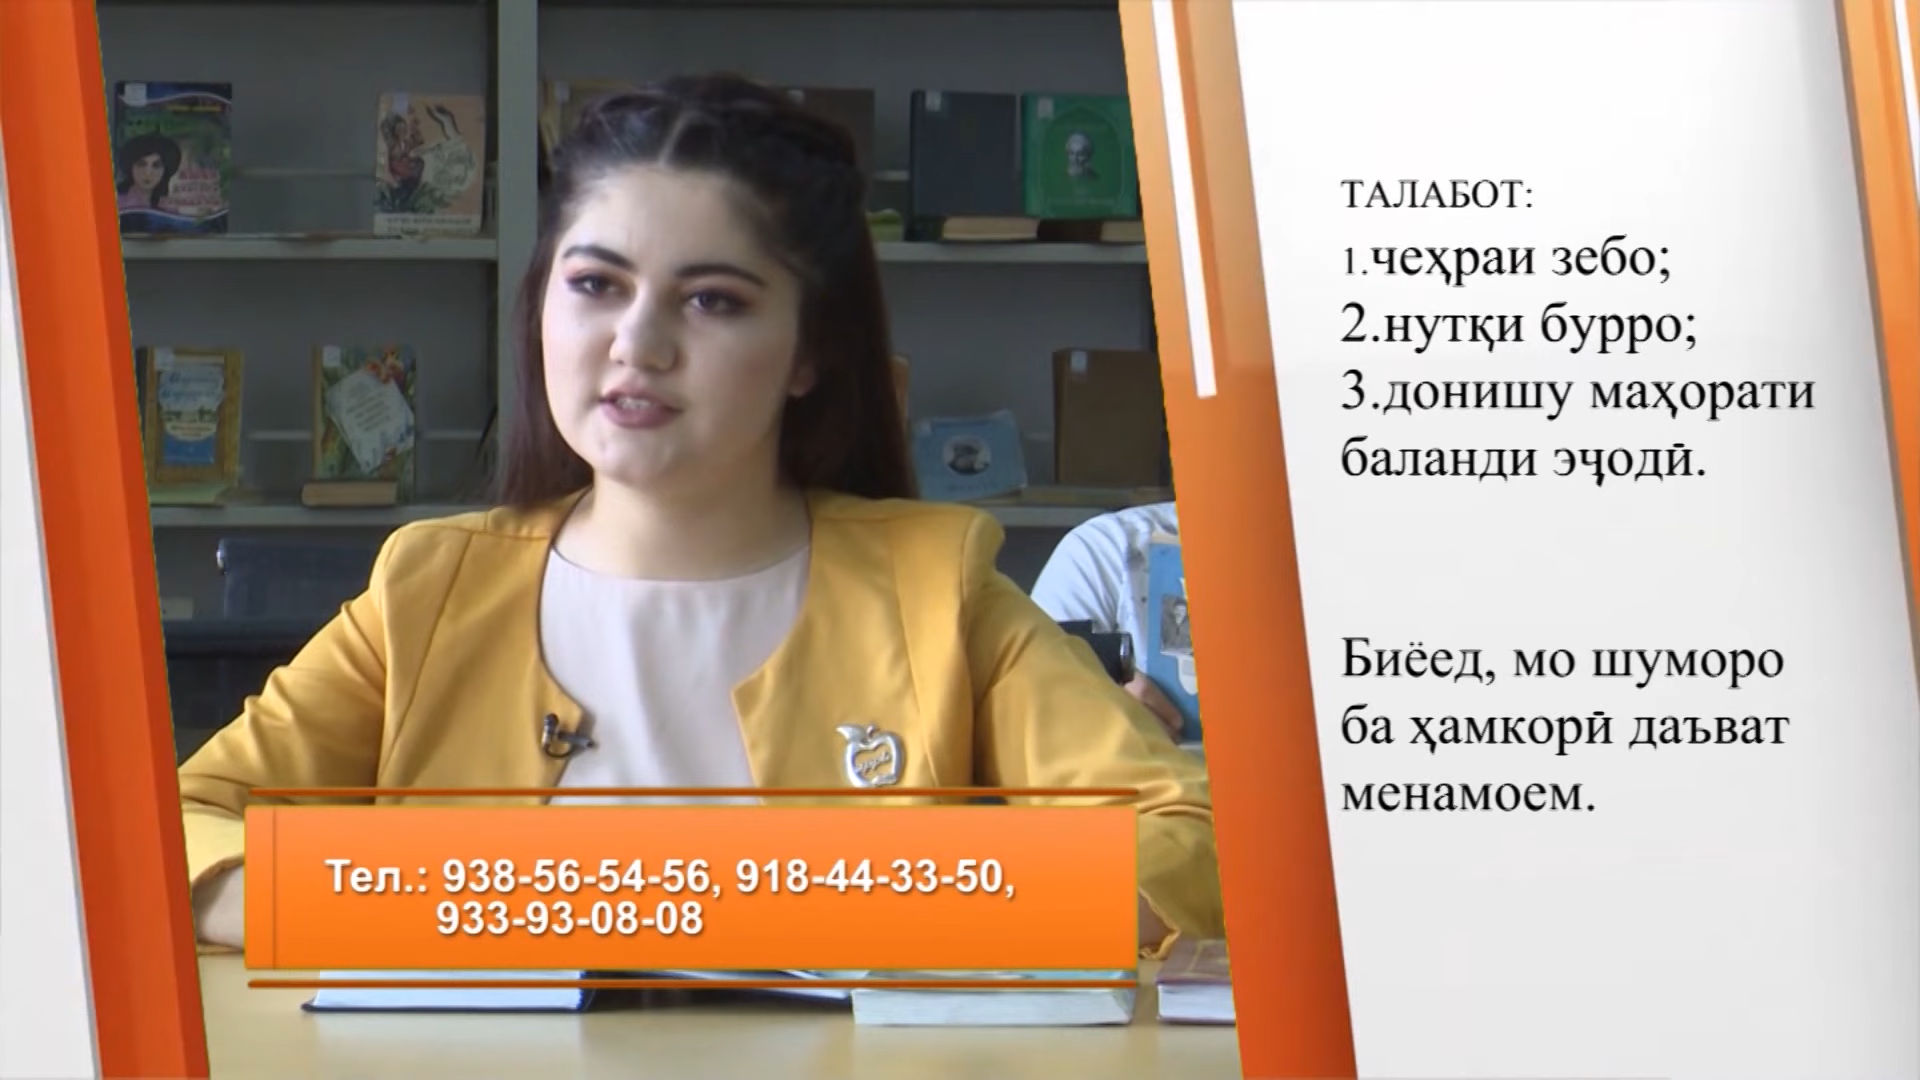 ТАЛАБОТ:
1.чеҳраи зебо;
2.нутқи бурро;
3.донишу маҳорати
баланди эҷодӣ.
Биёед, мо шуморо
ба ҳамкорӣ даъват
менамоем.
Тел.: 938-56-54-56, 918-44-33-50,
933-93-08-08